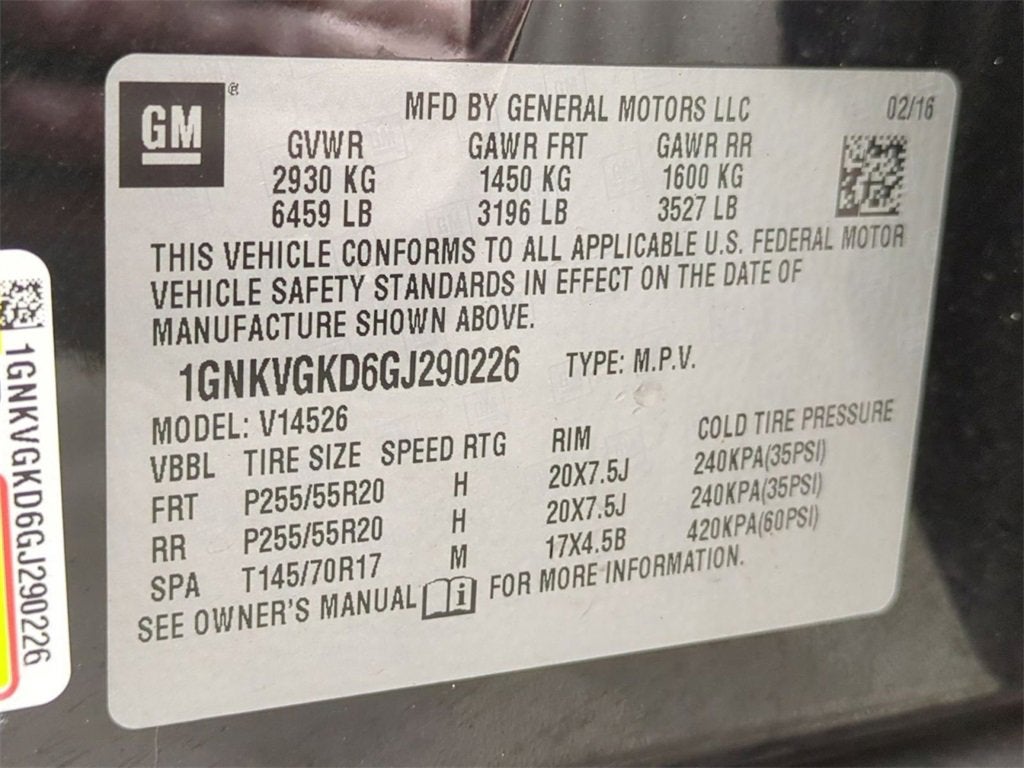 GM ®
MFD BY GENERAL MOTORS LLC 02/16
GVWR GAWR FRT GAWR RR
2930 KG 1450 KG 1600 KG
6459 LB 3196 LB 3527 LB
THIS VEHICLE CONFORMS TO ALL APPLICABLE U.S. FEDERAL MOTOR
VEHICLE SAFETY STANDARDS IN EFFECT ON THE DATE OF
MANUFACTURE SHOWN ABOVE.
1GNKVGKD6GJ290226 TYPE: M.P.V.
MODEL: V14526
VBBL TIRE SIZE SPEED RTG RIM COLD TIRE PRESSURE
FRT P255/55R20 H 20X7.5J 240KPA(35PSI)
RR P255/55R20 H 20X7.5J 240KPA(35PSI)
SPA T145/70R17 M 17X4.5B 420KPA(60PSI)
SEE OWNER'S MANUAL i FOR MORE INFORMATION.
1GNKVGKD6GJ290226